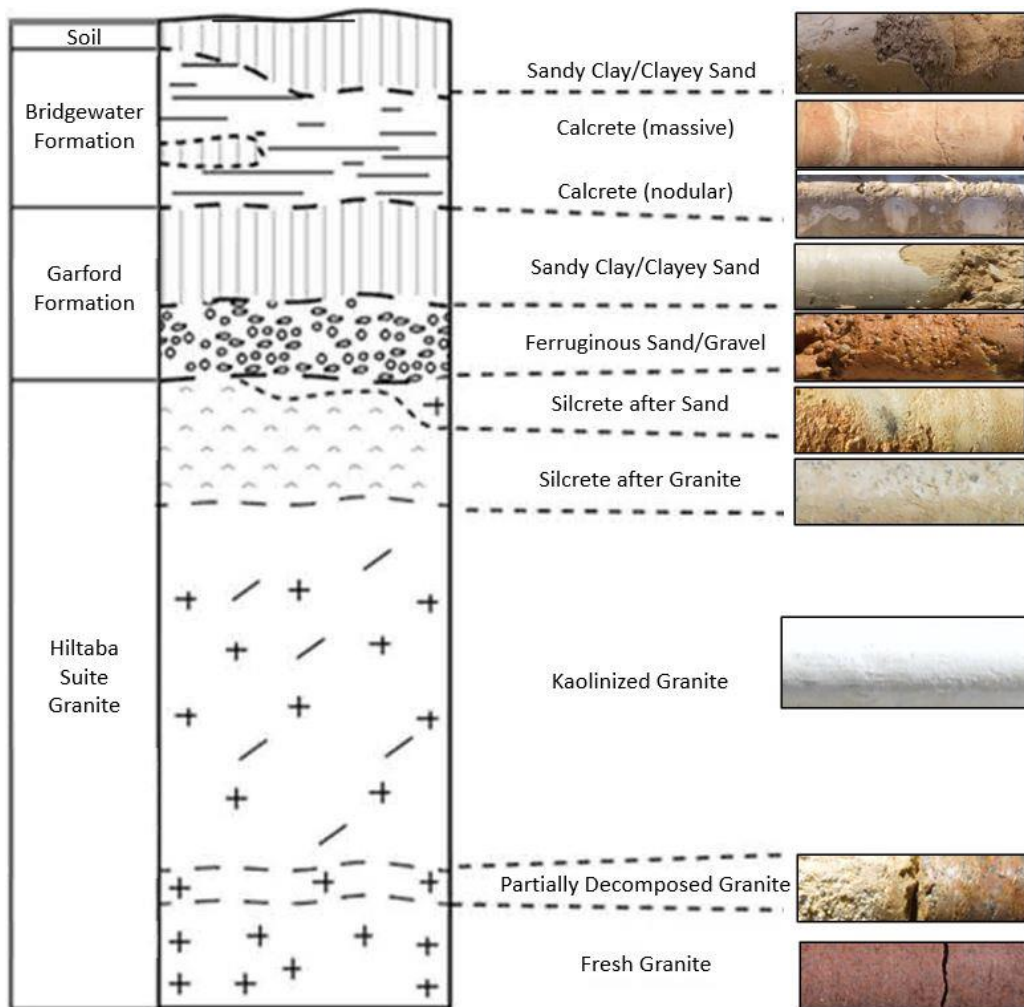 Soil
Bridgewater
Formation
Garford
Formation
Hiltaba
Suite
Granite
Sandy Clay/Clayey Sand
Calcrete (massive)
Calcrete (nodular)
Sandy Clay/Clayey Sand
Ferruginous Sand/Gravel
Silcrete after Sand
Silcrete after Granite
Kaolinized Granite
Partially Decomposed Granite
Fresh Granite